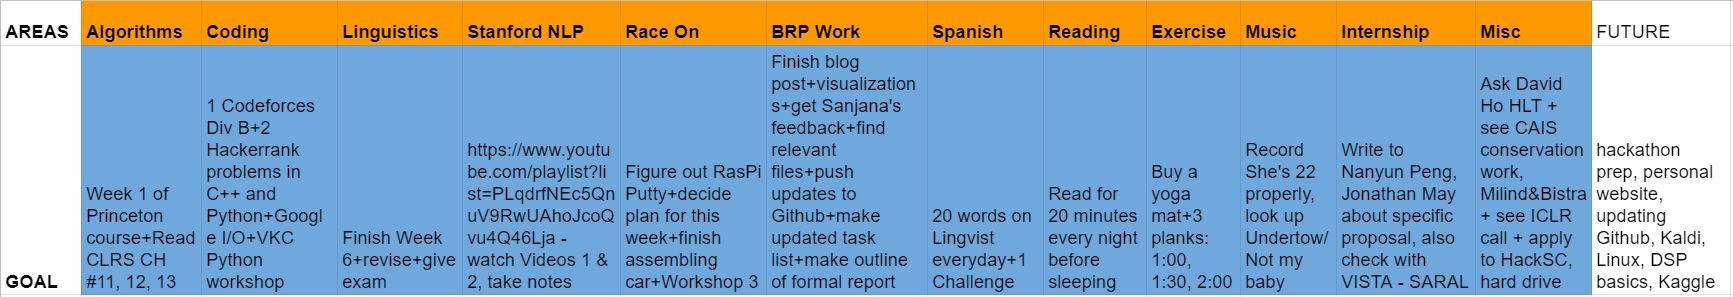 AREAS
Algorithms
Coding
Linguistics
Stanford NLP
Race On
BRP Work
Spanish
Reading
Exercise
Music
Internship
Misc
FUTURE
GOAL
Week 1 of
Princeton
course+Read
CLRS CH
#11, 12, 13
1 Codeforces
Div B+2
Hackerrank
problems in
C++ and
Python+Googl
e I/O+VKC
Python
workshop
Finish Week
6+revise+give
exam
https://www.youtu
be.com/playlist?li
st=PLqdrfNEc5Qn
uV9RwUAhoJcoQ
vu4Q46Lja -
watch Videos 1 &
2, take notes
Figure out RasPi
Putty+decide
plan for this
week+finish
assembling
car+Workshop 3
Finish blog
post+visualization
s+get Sanjana's
feedback+find
relevant
files+push
updates to
Github+make
updated task
list+make outline
of formal report
20 words on
Lingvist
everyday+1
Challenge
Read for
20 minutes
every night
before
sleeping
Buy a
yoga
mat+3
planks:
1:00,
1:30, 2:00
Record
She's 22
properly,
look up
Undertow/
Not my
baby
Write to
Nanyun Peng,
Jonathan May
about specific
proposal, also
check with
VISTA - SARAL
Ask David
Ho HLT +
see CAIS
conservation
work,
Milind&Bistra
+ see ICLR
call + apply
to HackSC,
hard drive
hackathon
prep, personal
website,
updating
Github, Kaldi,
Linux, DSP
basics, Kaggle